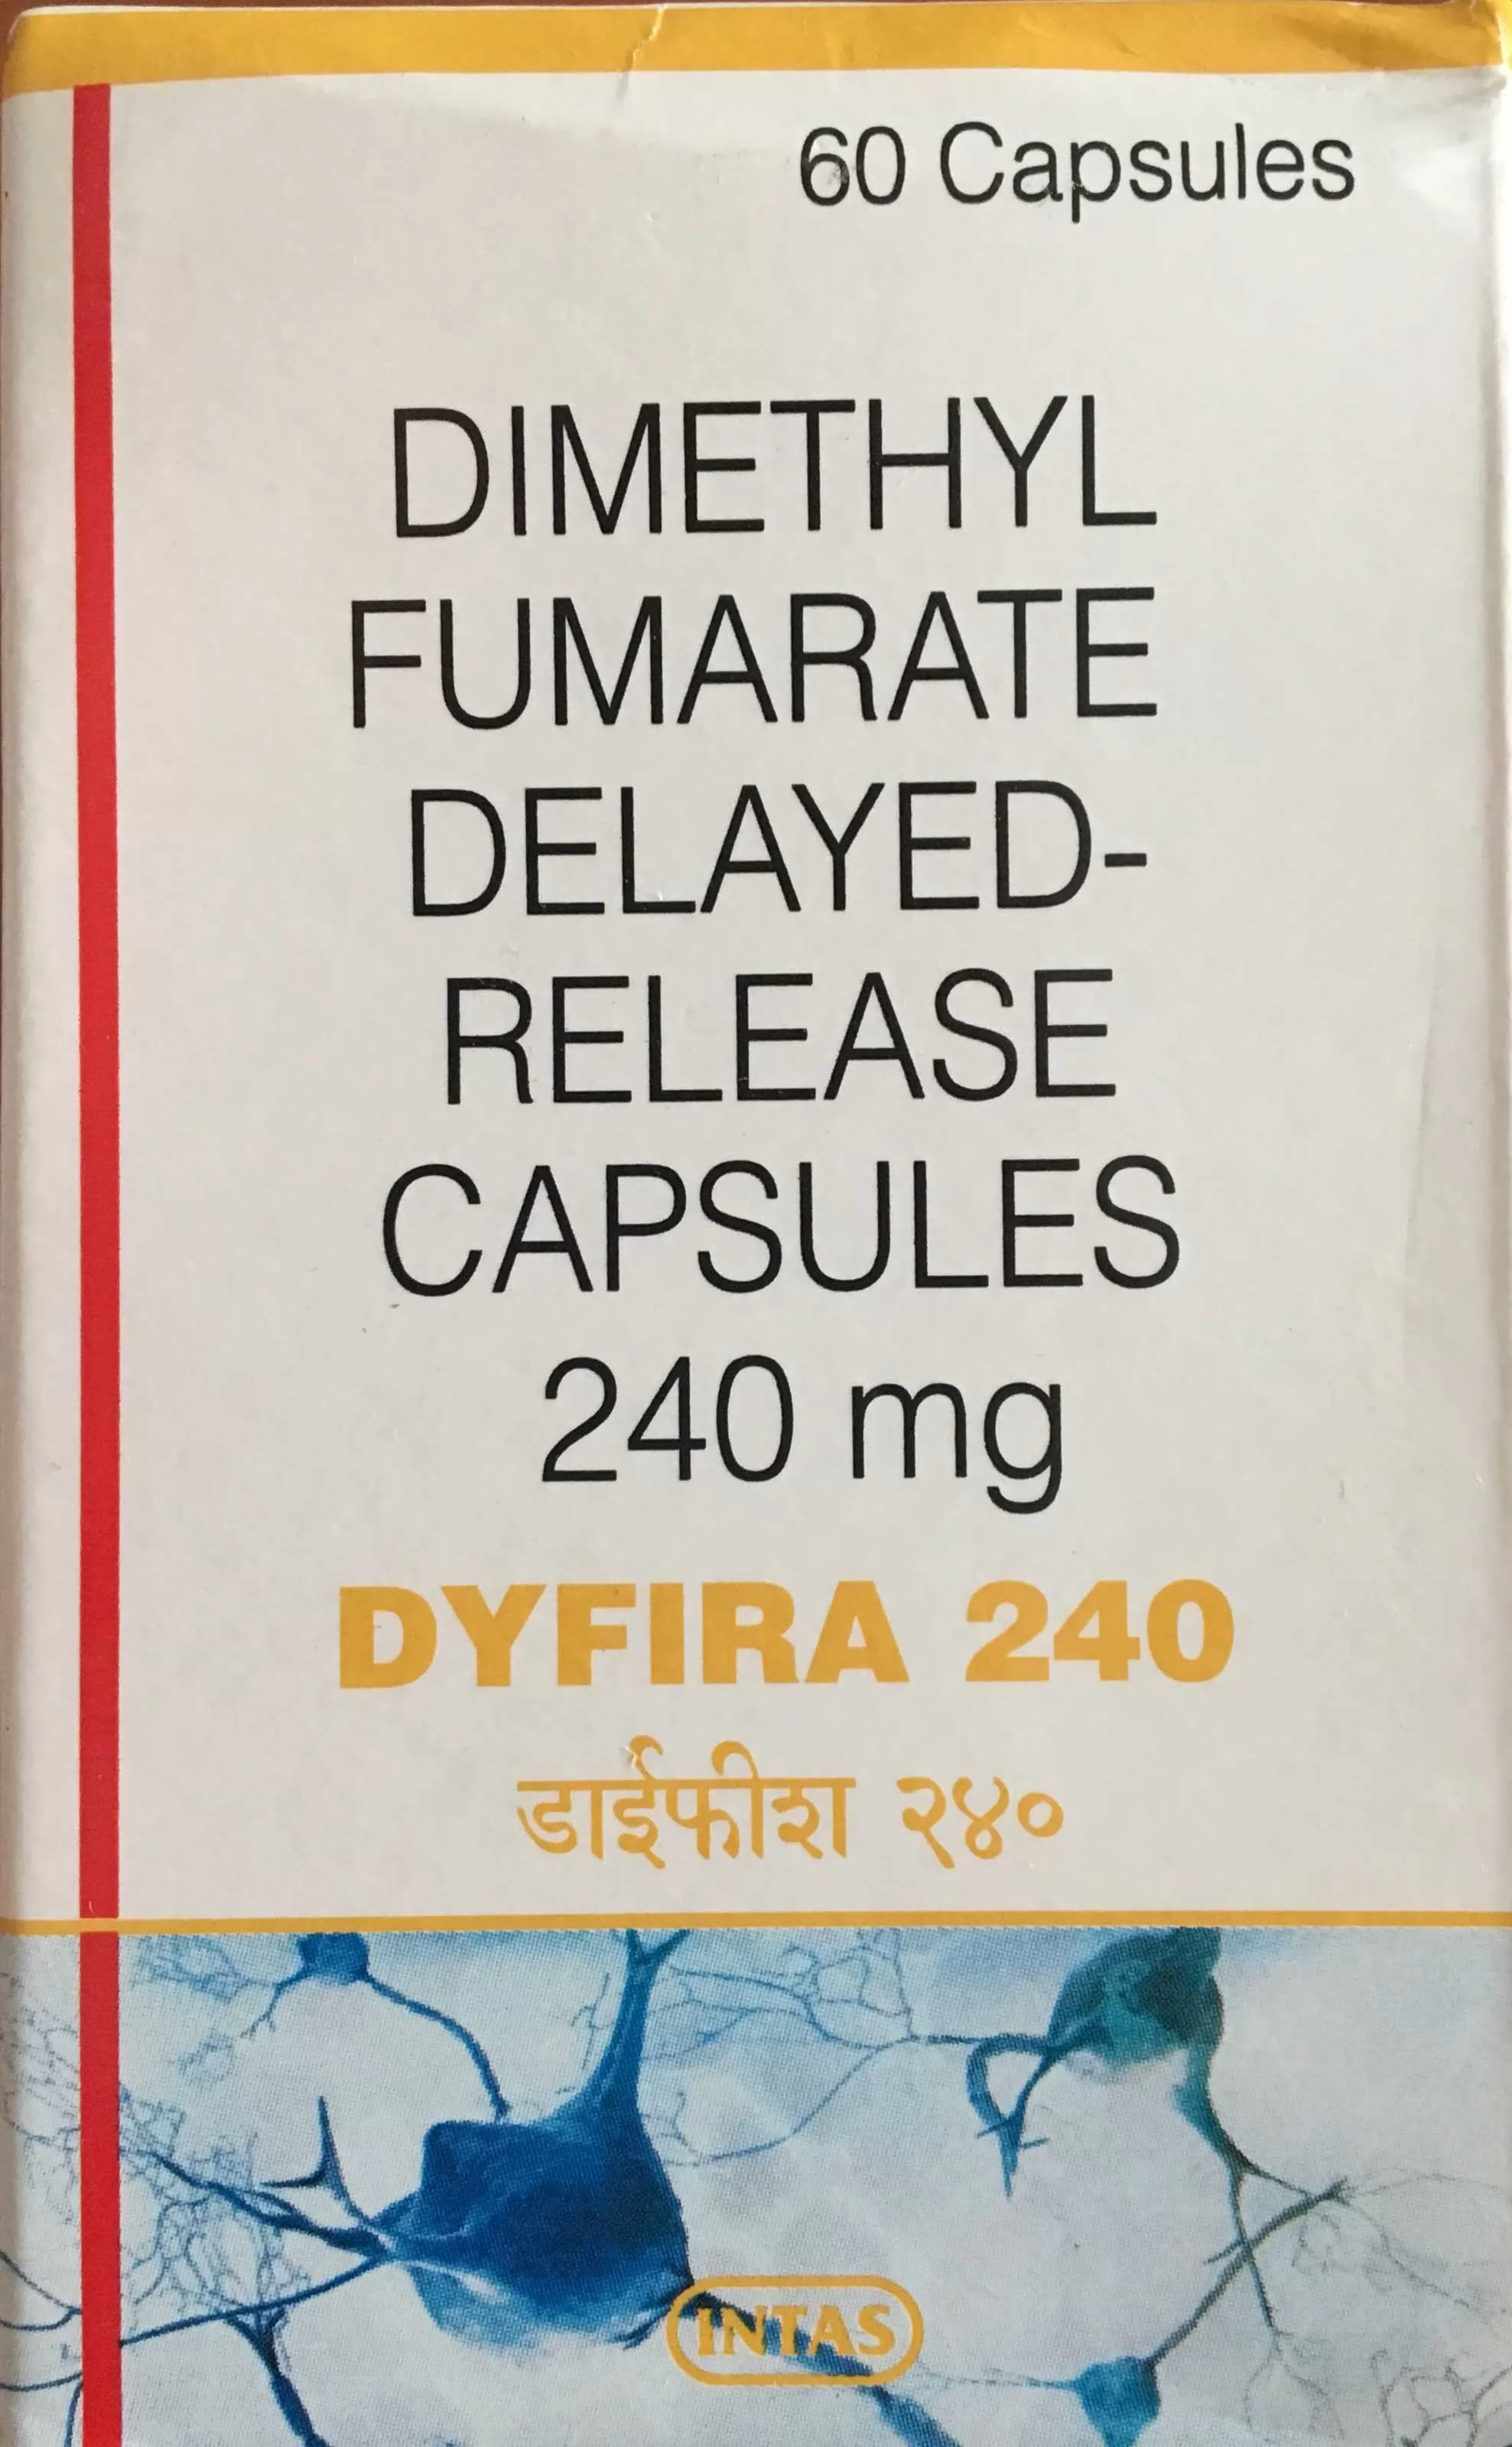 60 Capsules
DIMETHYL
FUMARATE
DELAYED-
RELEASE
CAPSULES
240 mg
DYFIRA 240
डाईफीश २४०
INTAS